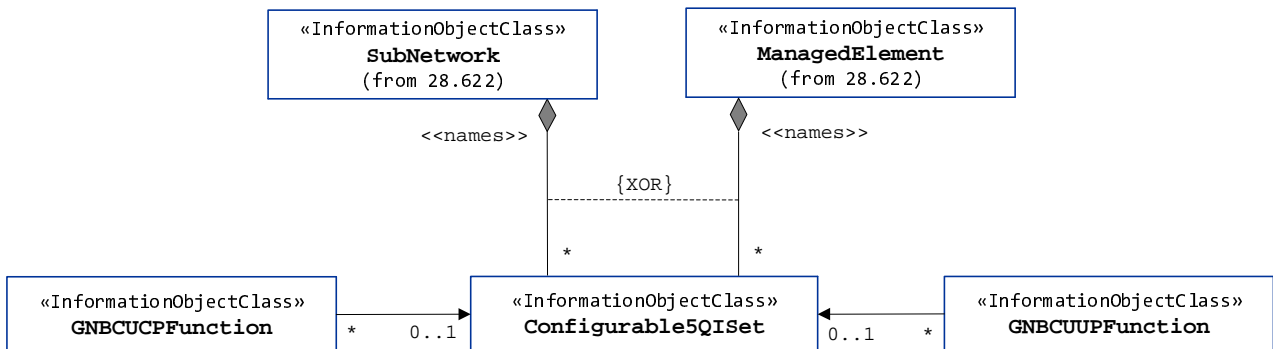 «InformationObjectClass»
SubNetwork
(from 28.622)
«InformationObjectClass»
ManagedElement
(from 28.622)
<<names>>
<<names>>
{XOR}
*
*
«InformationObjectClass»
GNBCUCPFunction
*
0..1
«InformationObjectClass»
Configurable5QISet
0..1
*
«InformationObjectClass»
GNBCUUPFunction